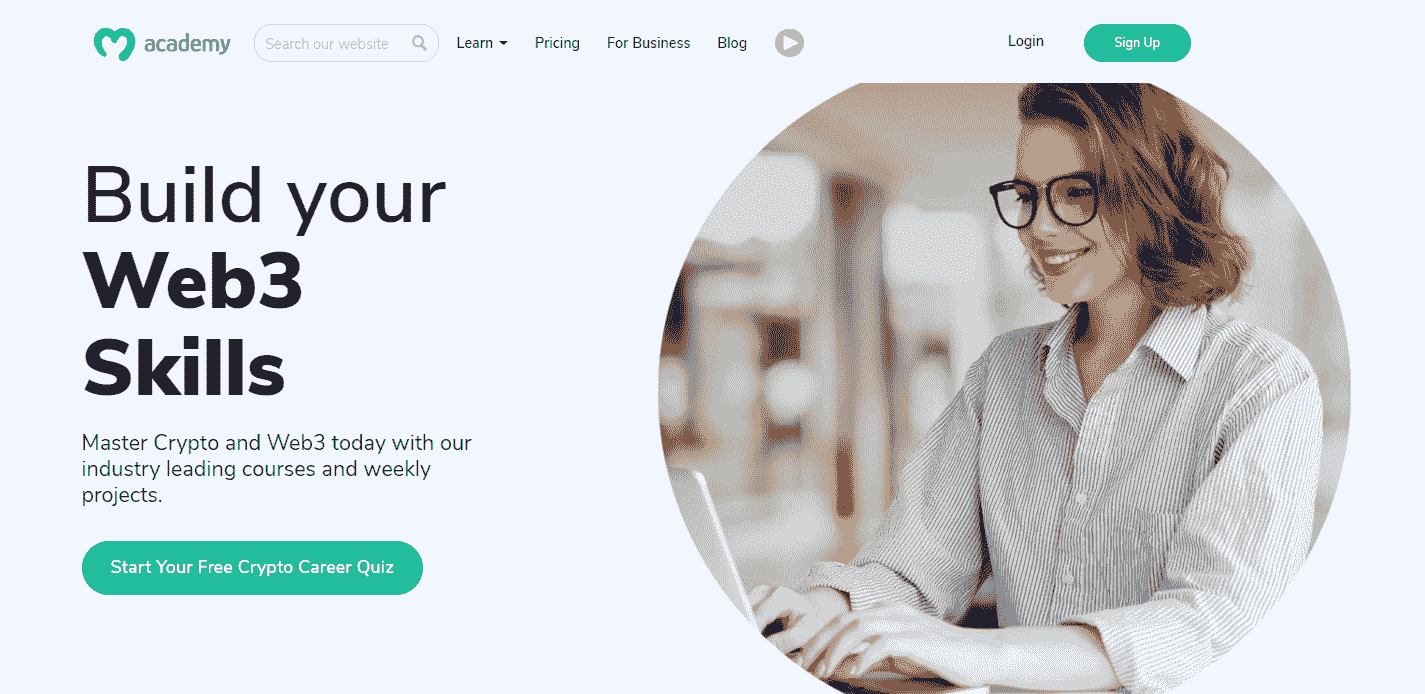 academy
Search our website
Learn
Pricing
For Business
Blog
Login
Sign Up
Build your
Web3
Skills
Master Crypto and Web3 today with our
industry leading courses and weekly
projects.
Start Your Free Crypto Career Quiz